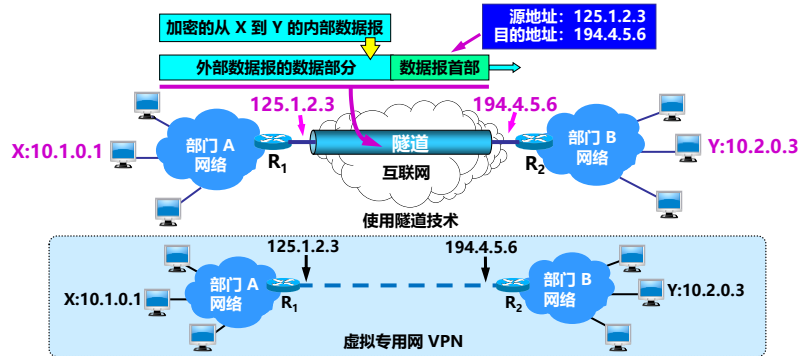 加密的从 X 到 Y 的内部数据报
源地址：125.1.2.3
目的地址：194.4.5.6
外部数据报的数据部分
数据报首部
125.1.2.3
194.4.5.6
X:10.1.0.1
部门 A
网络
R1
隧道
互联网
R2
部门 B
网络
Y:10.2.0.3
使用隧道技术
125.1.2.3
194.4.5.6
X:10.1.0.1
部门 A
网络
R1
R2
部门 B
网络
Y:10.2.0.3
虚拟专用网 VPN